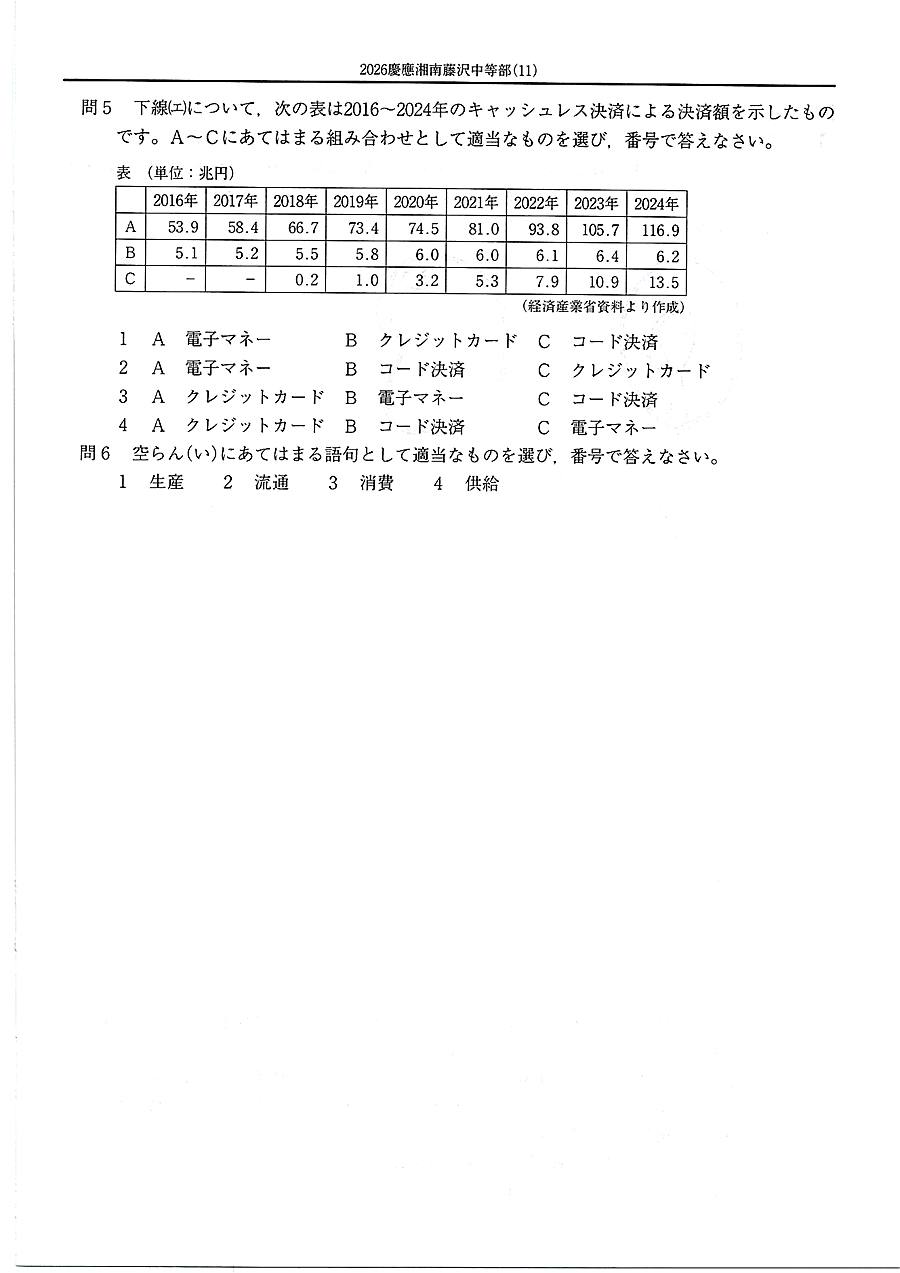 2026慶應湘南藤沢中等部(11)
問5 下線(エ)について，次の表は2016～2024年のキャッシュレス決済による決済額を示したもの
です。A～Cにあてはまる組み合わせとして適当なものを選び，番号で答えなさい。
表 (単位：兆円)
2016年 2017年 2018年 2019年 2020年 2021年 2022年 2023年 2024年
A 53.9 58.4 66.7 73.4 74.5 81.0 93.8 105.7 116.9
B 5.1 5.2 5.5 5.8 6.0 6.0 6.1 6.4 6.2
C － － 0.2 1.0 3.2 5.3 7.9 10.9 13.5
(経済産業省資料より作成)
1 A 電子マネー B クレジットカード C コード決済
2 A 電子マネー B コード決済 C クレジットカード
3 A クレジットカード B 電子マネー C コード決済
4 A クレジットカード B コード決済 C 電子マネー
問6 空らん(い)にあてはまる語句として適当なものを選び，番号で答えなさい。
1 生産 2 流通 3 消費 4 供給